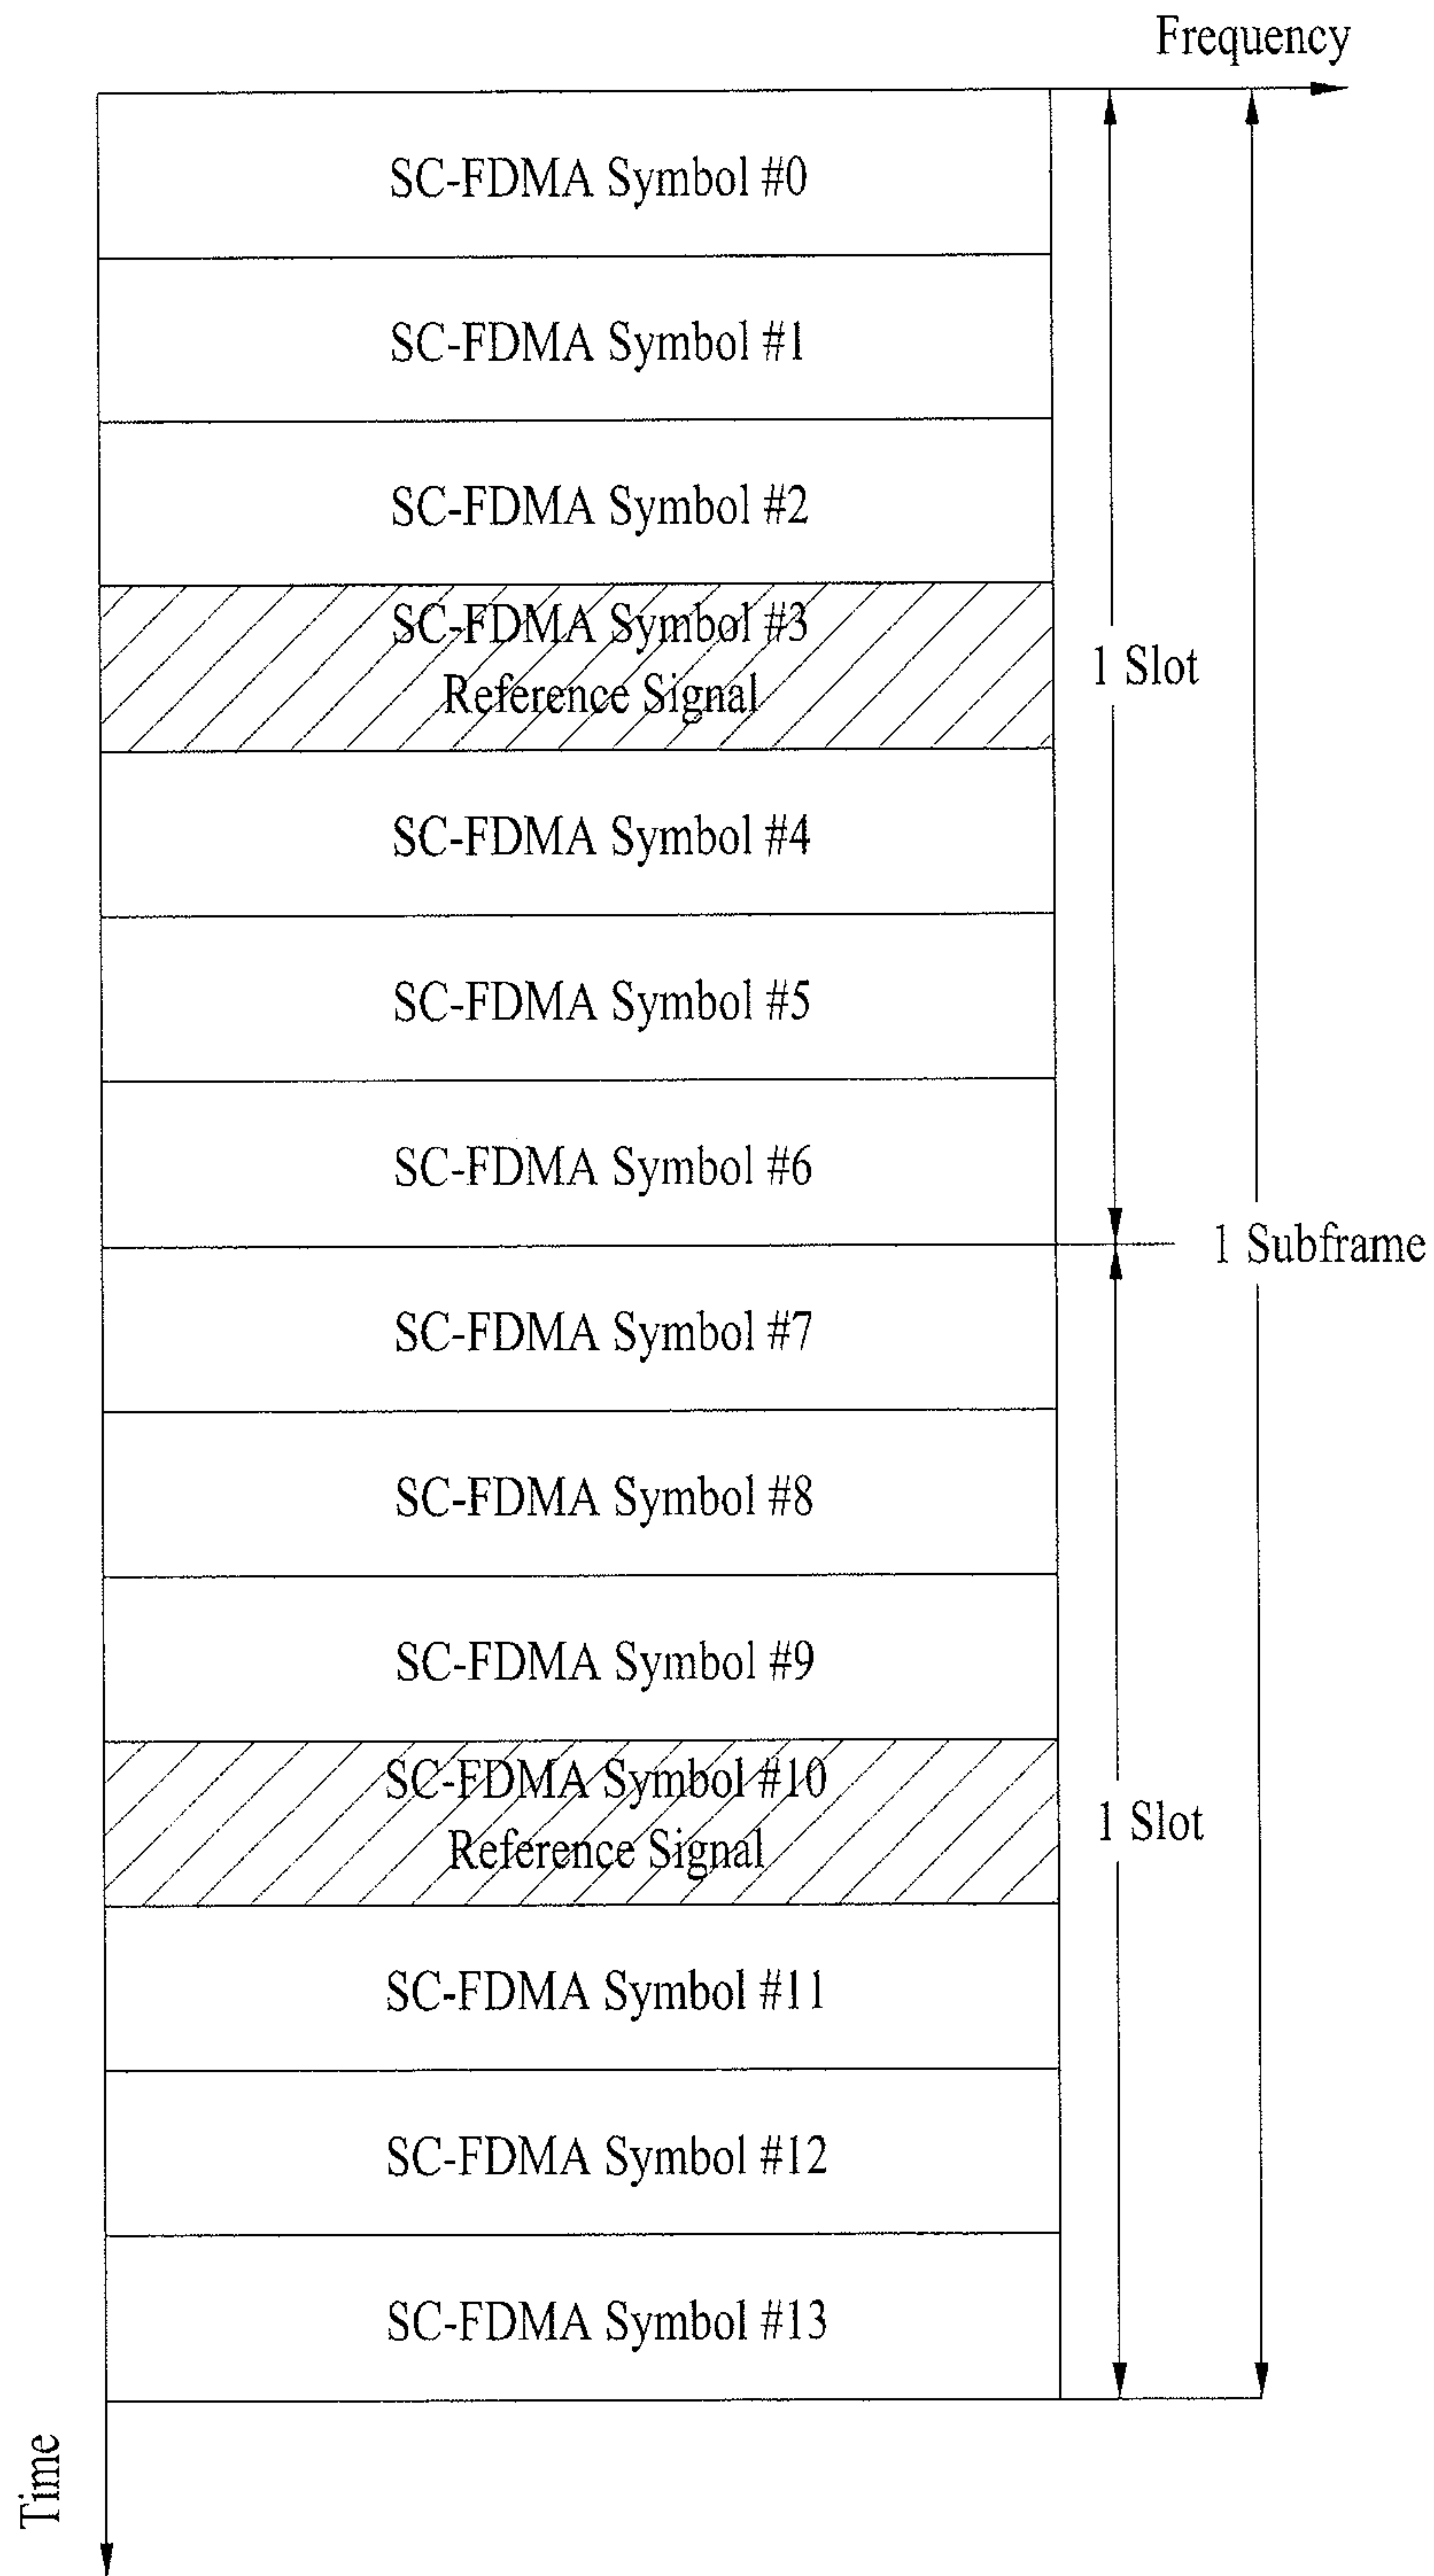 Frequency
SC-FDMA Symbol #0
SC-FDMA Symbol #1
SC-FDMA Symbol #2
SC-FDMA Symbol #3
Reference Signal
1 Slot
SC-FDMA Symbol #4
SC-FDMA Symbol #5
SC-FDMA Symbol #6
1 Subframe
SC-FDMA Symbol #7
SC-FDMA Symbol #8
SC-FDMA Symbol #9
SC-FDMA Symbol #10
Reference Signal
1 Slot
SC-FDMA Symbol #11
SC-FDMA Symbol #12
SC-FDMA Symbol #13
Time